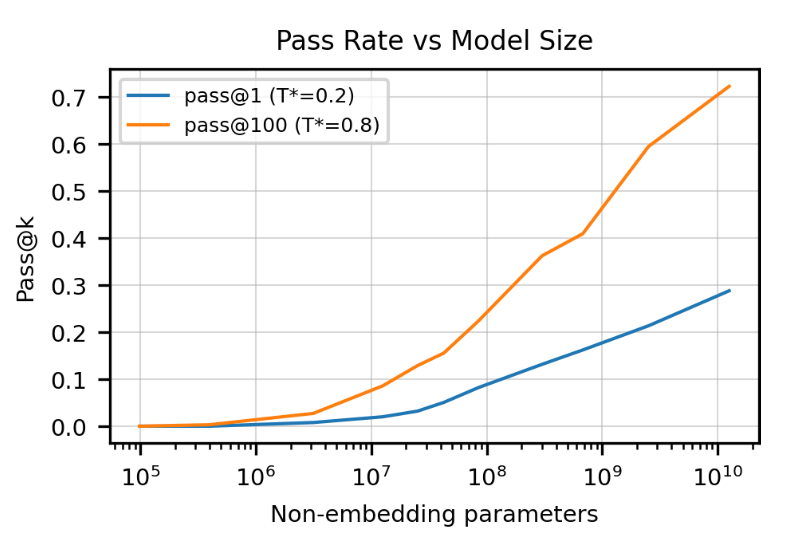 Pass Rate vs Model Size
pass@1 (T*=0.2)
pass@100 (T*=0.8)
Pass@k
0.7
0.6
0.5
0.4
0.3
0.2
0.1
0.0
10⁵ 10⁶ 10⁷ 10⁸ 10⁹ 10¹⁰
Non-embedding parameters